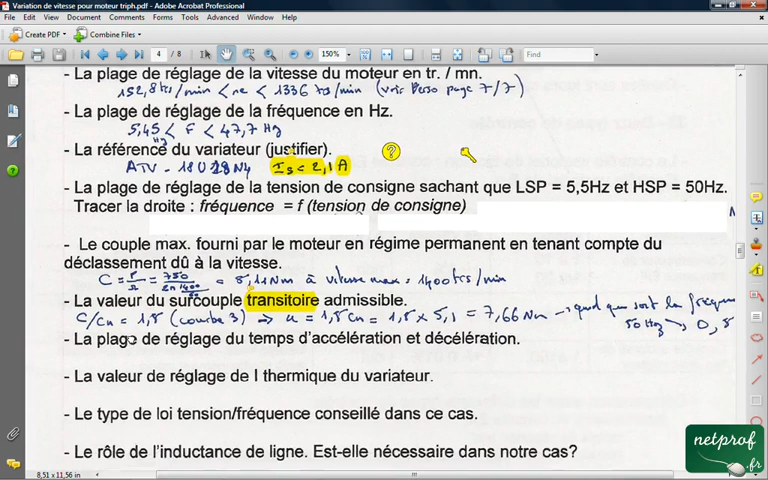 Variation de vitesse pour moteur triph.pdf - Adobe Acrobat Professional
File Edit View Document Comments Forms Tools Advanced Window Help
Create PDF Combine Files
4 / 8 150% Find
- La plage de réglage de la vitesse du moteur en tr. / mn.
152,8 trs/min < n < 1336 trs/min (voir Verso page 7/7)
- La plage de réglage de la fréquence en Hz.
5,45 Hz < F < 47,7 Hz
- La référence du variateur (justifier).
ATV - 18U29N4 Is < 2,1 A
- La plage de réglage de la tension de consigne sachant que LSP = 5,5Hz et HSP = 50Hz.
Tracer la droite : fréquence = f (tension de consigne)
- Le couple max. fourni par le moteur en régime permanent en tenant compte du
déclassement dû à la vitesse.
C = P/Ω = 750 / (2π 1400/60) = 5,11 Nm à vitesse max = 1400 trs/min
- La valeur du surcouple transitoire admissible.
C/Cn = 1,5 (courbe 3) ⇒ = 1,5 Cn = 1,5 x 5,1 = 7,66 Nm → quel que soit la fréquen
50 Hz → 0,5
- La plage de réglage du temps d'accélération et décélération.
- La valeur de réglage de I thermique du variateur.
- Le type de loi tension/fréquence conseillé dans ce cas.
- Le rôle de l'inductance de ligne. Est-elle nécessaire dans notre cas?
8,51 x 11,56 in
netprof
.fr